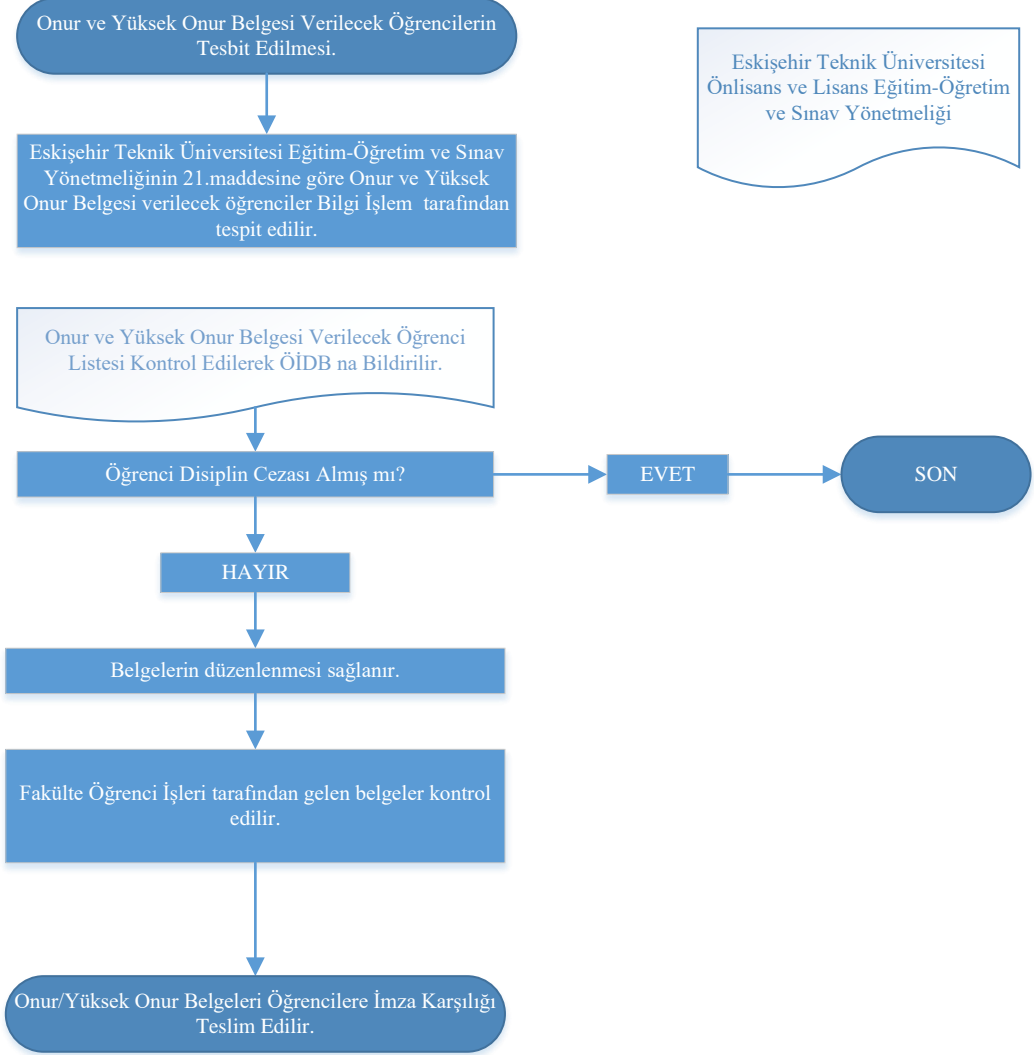 Onur ve Yüksek Onur Belgesi Verilecek Öğrencilerin
Tesbit Edilmesi.
Eskişehir Teknik Üniversitesi
Önlisans ve Lisans Eğitim-Öğretim
ve Sınav Yönetmeliği
Eskişehir Teknik Üniversitesi Eğitim-Öğretim ve Sınav
Yönetmeliğinin 21.maddesine göre Onur ve Yüksek
Onur Belgesi verilecek öğrenciler Bilgi İşlem tarafından
tespit edilir.
Onur ve Yüksek Onur Belgesi Verilecek Öğrenci
Listesi Kontrol Edilerek ÖİDB na Bildirilir.
Öğrenci Disiplin Cezası Almış mı?
EVET
SON
HAYIR
Belgelerin düzenlenmesi sağlanır.
Fakülte Öğrenci İşleri tarafından gelen belgeler kontrol
edilir.
Onur/Yüksek Onur Belgeleri Öğrencilere İmza Karşılığı
Teslim Edilir.